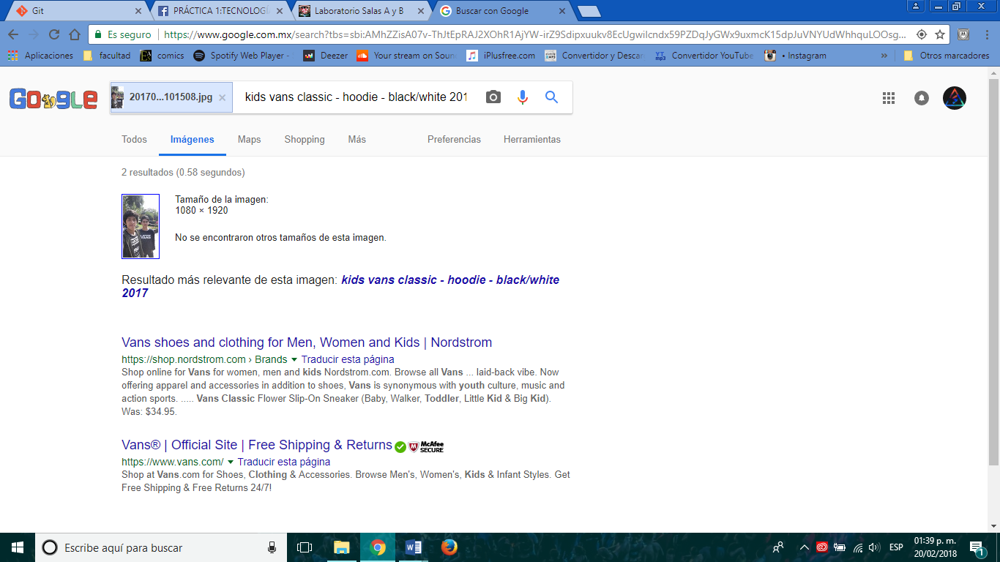 Git
PRÁCTICA 1:TECNOLOGÍA
Laboratorio Salas A y B
Buscar con Google
Es seguro
https://www.google.com.mx/search?tbs=sbi:AMhZZisA07v-ThJtEpRAJ2XOhR1AjYW-irZ9Sdipxuukv8EcUgwiIcndx59PZDqJyGWx9uxmcK15dpJuVNYUdWhhquLOOsg...
Aplicaciones
facultad
comics
Spotify Web Player -
Deezer
Your stream on Soun
iPlusfree.com
Convertidor y Descar
Convertidor YouTube
• Instagram
»
Otros marcadores
Google
20170...101508.jpg
kids vans classic - hoodie - black/white 201
Todos
Imágenes
Maps
Shopping
Más
Preferencias
Herramientas
2 resultados (0.58 segundos)
Tamaño de la imagen:
1080 × 1920
No se encontraron otros tamaños de esta imagen.
Resultado más relevante de esta imagen: kids vans classic - hoodie - black/white
2017
Vans shoes and clothing for Men, Women and Kids | Nordstrom
https://shop.nordstrom.com › Brands ▼ Traducir esta página
Shop online for Vans for women, men and kids Nordstrom.com. Browse all Vans ... laid-back vibe. Now
offering apparel and accessories in addition to shoes, Vans is synonymous with youth culture, music and
action sports. ..... Vans Classic Flower Slip-On Sneaker (Baby, Walker, Toddler, Little Kid & Big Kid).
Was: $34.95.
Vans® | Official Site | Free Shipping & Returns
McAfee
SECURE
https://www.vans.com/ ▼ Traducir esta página
Shop at Vans.com for Shoes, Clothing & Accessories. Browse Men's, Women's, Kids & Infant Styles. Get
Free Shipping & Free Returns 24/7!
Escribe aquí para buscar
ESP
01:39 p. m.
20/02/2018
1